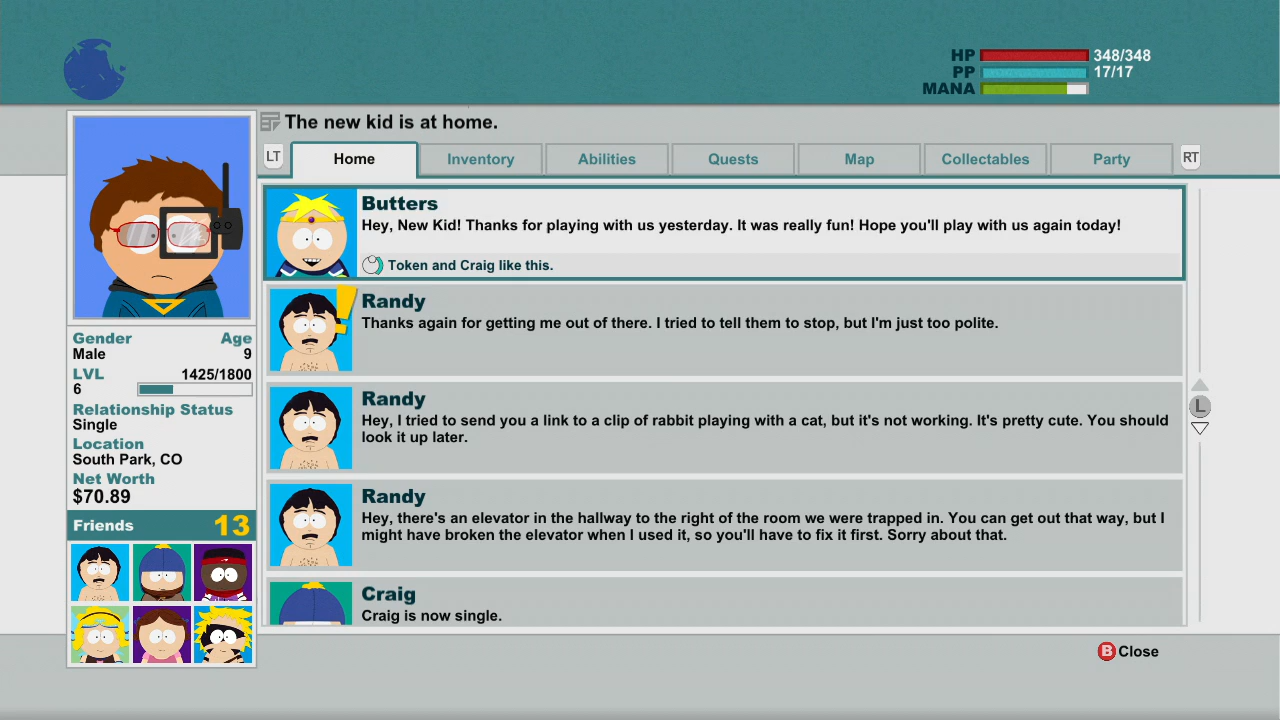 HP 348/348
PP 17/17
MANA
The new kid is at home.
LT Home Inventory Abilities Quests Map Collectables Party RT
Butters
Hey, New Kid! Thanks for playing with us yesterday. It was really fun! Hope you'll play with us again today!
Token and Craig like this.
Randy
Thanks again for getting me out of there. I tried to tell them to stop, but I'm just too polite.
Randy
Hey, I tried to send you a link to a clip of rabbit playing with a cat, but it's not working. It's pretty cute. You should
look it up later.
Randy
Hey, there's an elevator in the hallway to the right of the room we were trapped in. You can get out that way, but I
might have broken the elevator when I used it, so you'll have to fix it first. Sorry about that.
Craig
Craig is now single.
Gender Age
Male 9
LVL 1425/1800
6
Relationship Status
Single
Location
South Park, CO
Net Worth
$70.89
Friends 13
L
B Close